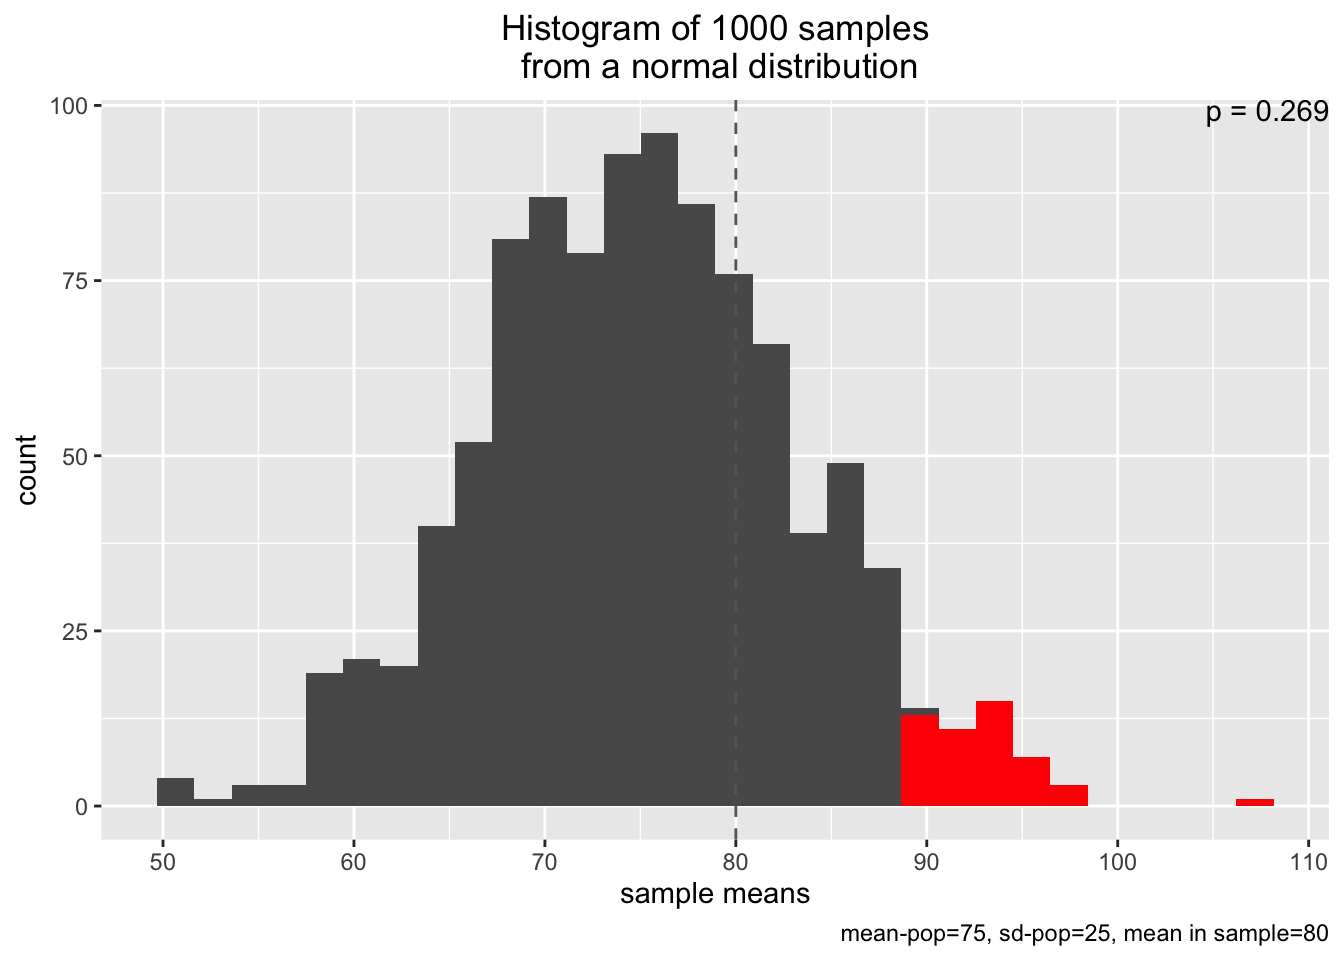 Histogram of 1000 samples
from a normal distribution
p = 0.269
count
100
75
50
25
0
50 60 70 80 90 100 110
sample means
mean-pop=75, sd-pop=25, mean in sample=80